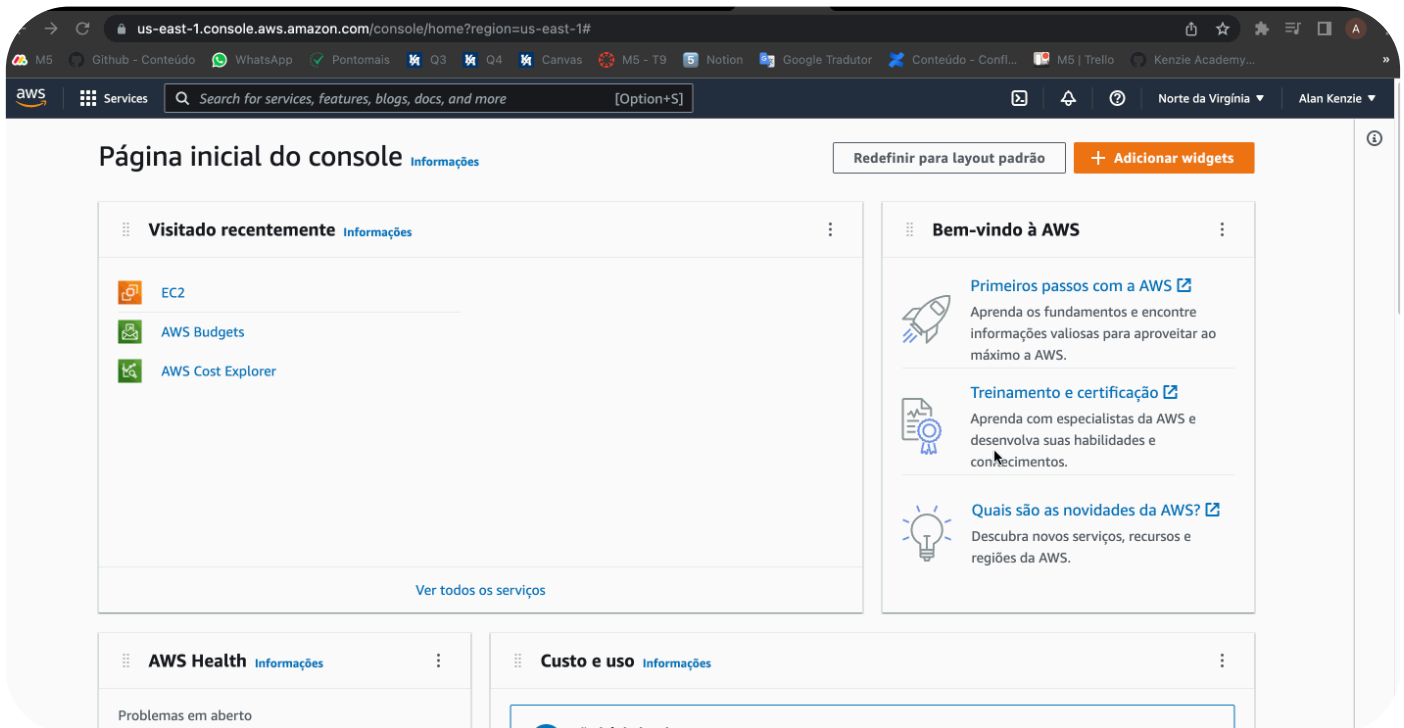 us-east-1.console.aws.amazon.com/console/home?region=us-east-1#
A
M5 Github - Conteúdo WhatsApp Pontomais Q3 Q4 Canvas M5 - T9 5 Notion Google Tradutor Conteúdo - Confl... M5 | Trello Kenzie Academy... »
aws Services Search for services, features, blogs, docs, and more [Option+S] Norte da Virgínia ▼ Alan Kenzie ▼
Página inicial do console Informações
Redefinir para layout padrão
+ Adicionar widgets
Visitado recentemente Informações
EC2
AWS Budgets
AWS Cost Explorer
Ver todos os serviços
Bem-vindo à AWS
Primeiros passos com a AWS
Aprenda os fundamentos e encontre
informações valiosas para aproveitar ao
máximo a AWS.
Treinamento e certificação
Aprenda com especialistas da AWS e
desenvolva suas habilidades e
conhecimentos.
Quais são as novidades da AWS?
Descubra novos serviços, recursos e
regiões da AWS.
AWS Health Informações
Problemas em aberto
Custo e uso Informações